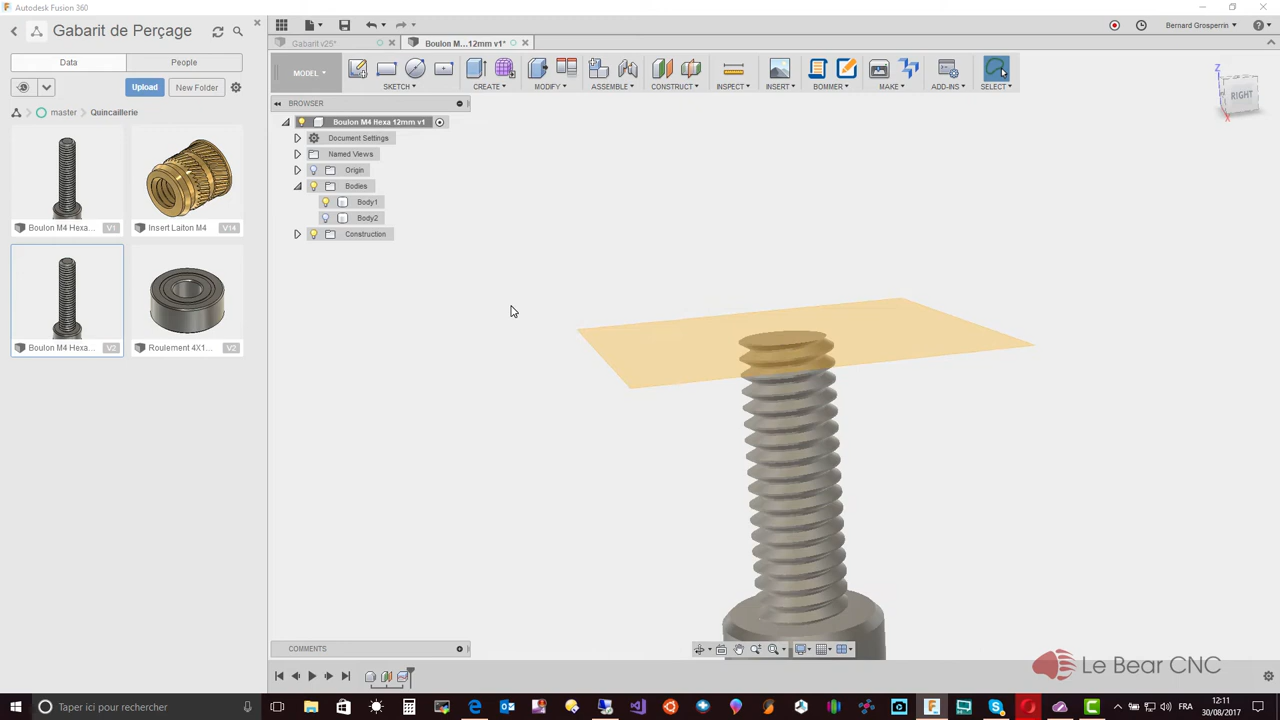 Autodesk Fusion 360
Gabarit de Perçage
Data
People
Upload
New Folder
master
Quincaillerie
Boulon M4 Hexa...
V1
Insert Laiton M4
V14
Boulon M4 Hexa...
V2
Roulement 4X1...
V2
Bernard Grosperrin
Gabarit v25*
Boulon M...12mm v1*
MODEL
SKETCH
CREATE
MODIFY
ASSEMBLE
CONSTRUCT
INSPECT
INSERT
BOMMER
MAKE
ADD-INS
SELECT
BROWSER
Boulon M4 Hexa 12mm v1
Document Settings
Named Views
Origin
Bodies
Body1
Body2
Construction
Z
RIGHT
X
COMMENTS
Le Bear CNC
Taper ici pour rechercher
FRA
12:11
30/08/2017